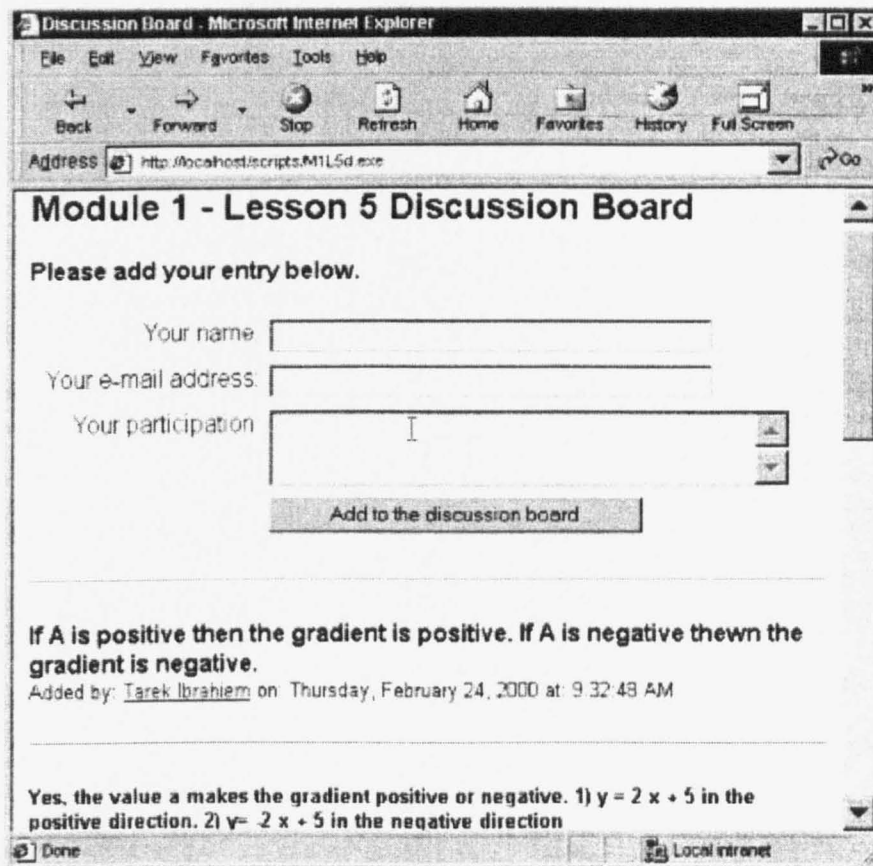 Discussion Board - Microsoft Internet Explorer
File Edit View Favorites Tools Help
Back Forward Stop Refresh Home Favorites History Full Screen
Address http://localhost/scripts/M1L5d.exe Go
Module 1 - Lesson 5 Discussion Board
Please add your entry below.
Your name
Your e-mail address:
Your participation
Add to the discussion board
If A is positive then the gradient is positive. If A is negative thewn the
gradient is negative.
Added by: Tarek Ibrahiem on: Thursday, February 24, 2000 at: 9:32:48 AM
Yes, the value a makes the gradient positive or negative. 1) y = 2 x + 5 in the
positive direction. 2) y= -2 x + 5 in the negative direction
Done Local intranet